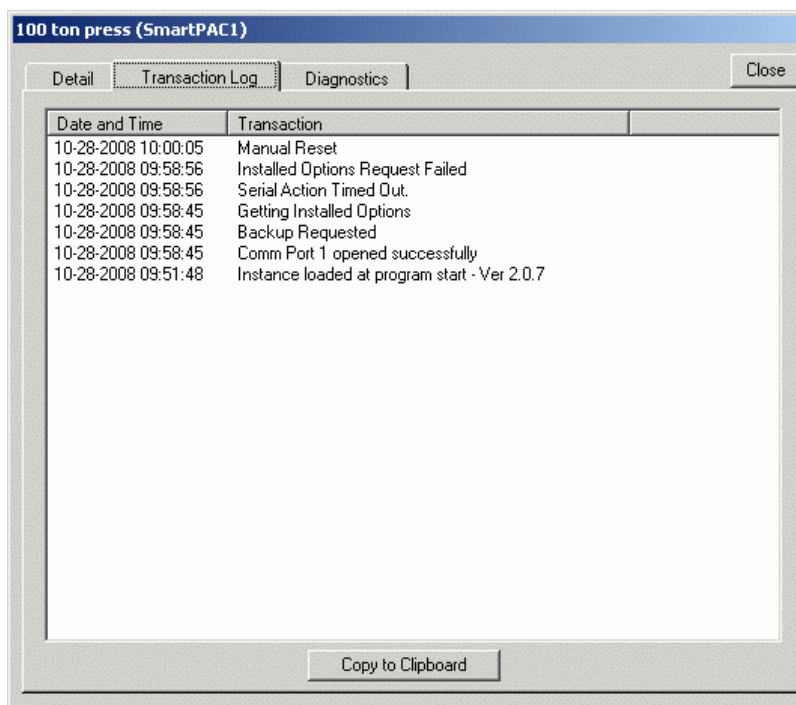 100 ton press (SmartPAC1)
Close
Detail Transaction Log Diagnostics
Date and Time Transaction
10-28-2008 10:00:05 Manual Reset
10-28-2008 09:58:56 Installed Options Request Failed
10-28-2008 09:58:56 Serial Action Timed Out.
10-28-2008 09:58:45 Getting Installed Options
10-28-2008 09:58:45 Backup Requested
10-28-2008 09:58:45 Comm Port 1 opened successfully
10-28-2008 09:51:48 Instance loaded at program start - Ver 2.0.7
Copy to Clipboard